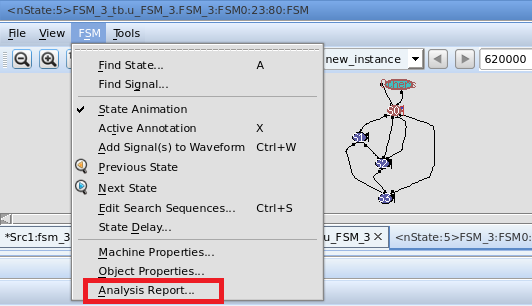 <nState:5>FSM_3_tb.u_FSM_3.FSM_3:FSM0:23:80:FSM
File View FSM Tools
new_instance 620000
Find State... A
Find Signal...
State Animation
Active Annotation X
Add Signal(s) to Waveform Ctrl+W
Previous State
Next State
Edit Search Sequences... Ctrl+S
State Delay...
Machine Properties...
Object Properties...
Analysis Report...
S0
S1
S2
S3
*Src1:fsm_3 u_FSM_3 <nState:5>FSM_3:FSM0: